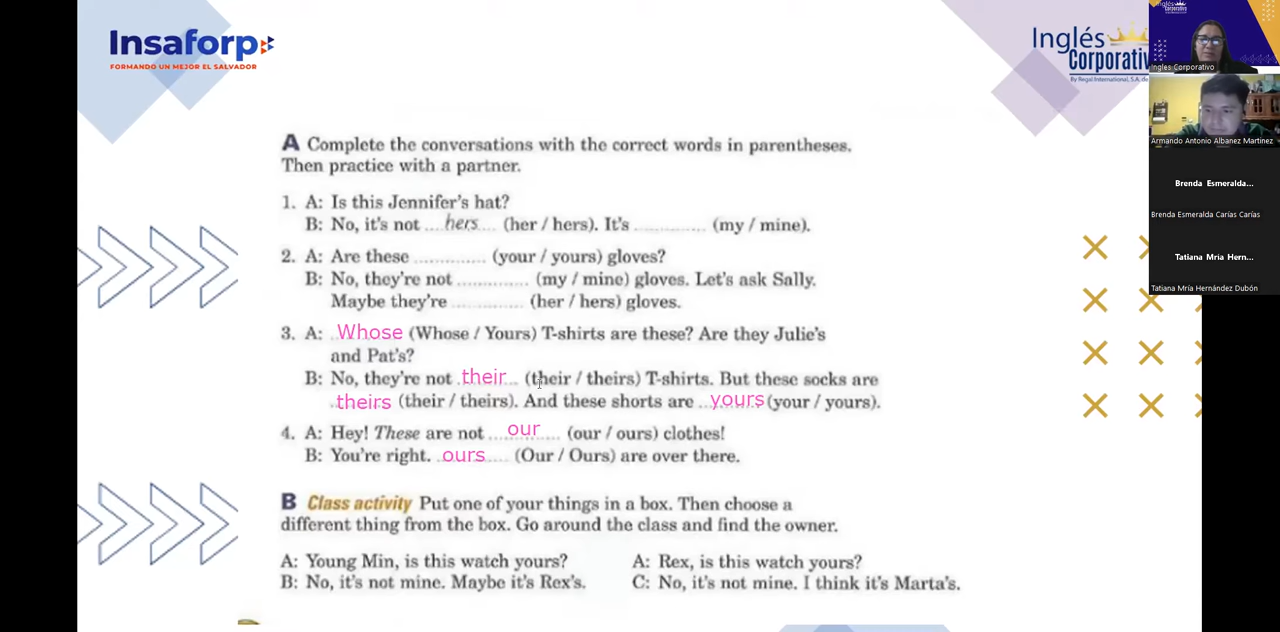 Insaforp
FORMANDO UN MEJOR EL SALVADOR
Inglés
Corporativo
By Regal International, S.A. de
Inglés
Corporativo
Ingles Corporativo
Armando Antonio Albanez Martinez
Brenda Esmeralda...
Brenda Esmeralda Carías Carías
Tatiana Mria Hern...
Tatiana Mría Hernández Dubón
A Complete the conversations with the correct words in parentheses.
Then practice with a partner.
1. A: Is this Jennifer's hat?
B: No, it's not ....hers.... (her / hers). It's .............. (my / mine).
2. A: Are these .............. (your / yours) gloves?
B: No, they're not .............. (my / mine) gloves. Let's ask Sally.
Maybe they're .............. (her / hers) gloves.
3. A: Whose (Whose / Yours) T-shirts are these? Are they Julie's
and Pat's?
B: No, they're not their (their / theirs) T-shirts. But these socks are
theirs (their / theirs). And these shorts are yours (your / yours).
4. A: Hey! These are not our (our / ours) clothes!
B: You're right. ours (Our / Ours) are over there.
B Class activity Put one of your things in a box. Then choose a
different thing from the box. Go around the class and find the owner.
A: Young Min, is this watch yours?
B: No, it's not mine. Maybe it's Rex's.
A: Rex, is this watch yours?
C: No, it's not mine. I think it's Marta's.